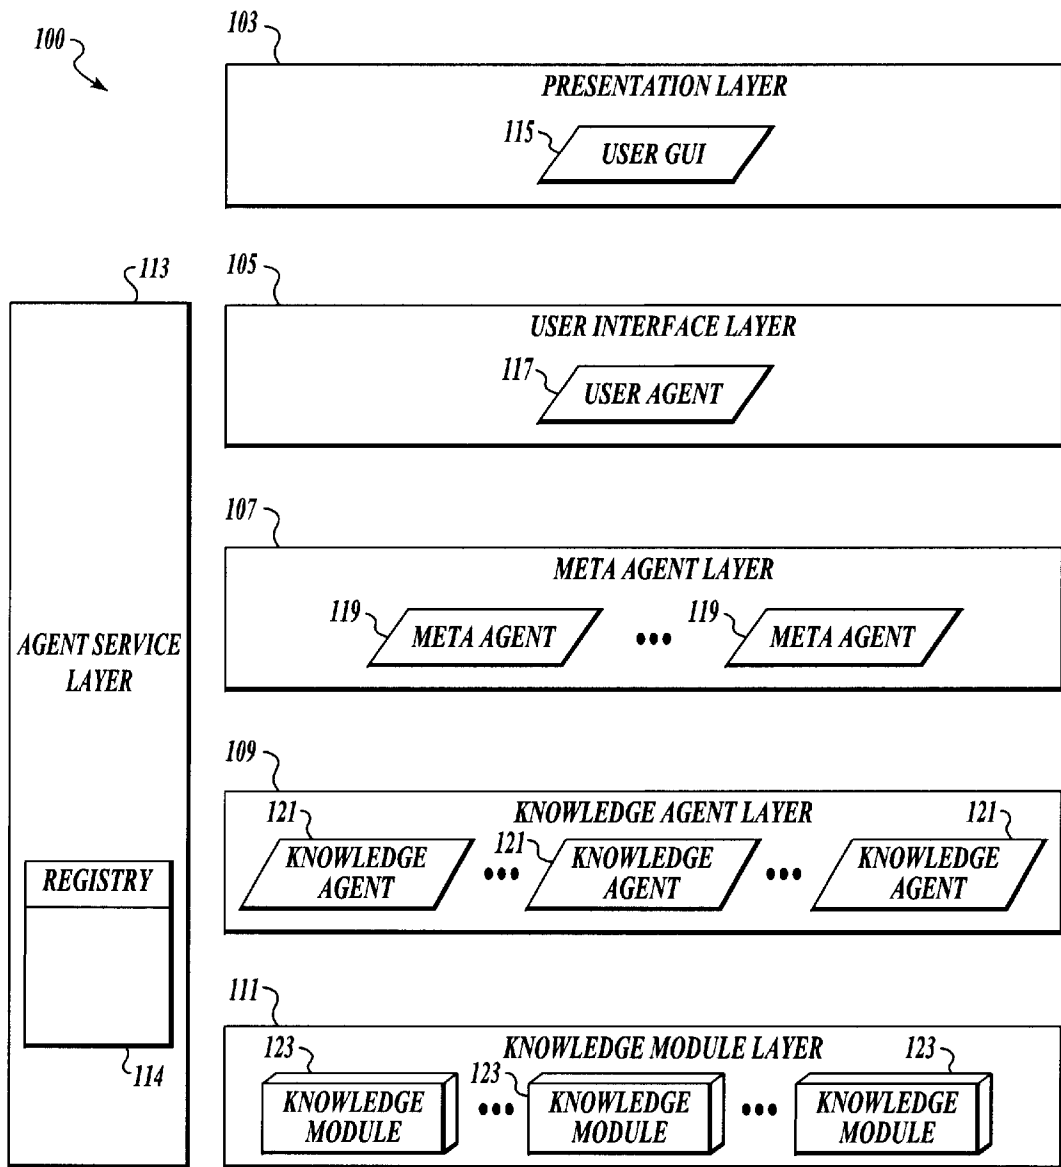 100
103
PRESENTATION LAYER
115
USER GUI
113
105
USER INTERFACE LAYER
117
USER AGENT
107
META AGENT LAYER
119
META AGENT
•••
119
META AGENT
AGENT SERVICE
LAYER
109
KNOWLEDGE AGENT LAYER
121
KNOWLEDGE
AGENT
•••
121
KNOWLEDGE
AGENT
•••
121
KNOWLEDGE
AGENT
REGISTRY
114
111
KNOWLEDGE MODULE LAYER
123
KNOWLEDGE
MODULE
•••
123
KNOWLEDGE
MODULE
•••
123
KNOWLEDGE
MODULE